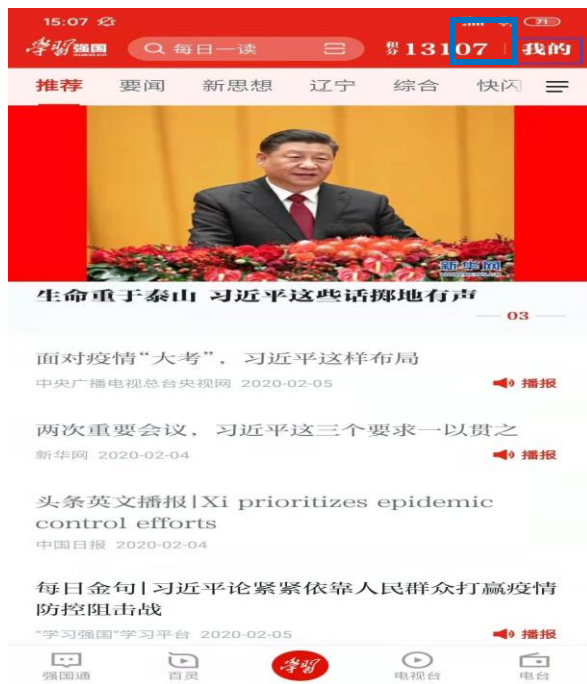 15:07
学习强国
每日一读
积分 13107
我的
推荐 要闻 新思想 辽宁 综合 快闪
新华网
生命重于泰山 习近平这些话掷地有声
03
面对疫情“大考”，习近平这样布局
中央广播电视总台央视网 2020-02-05 播报
两次重要会议，习近平这三个要求一以贯之
新华网 2020-02-04 播报
头条英文播报|Xi prioritizes epidemic
control efforts
中国日报 2020-02-04
每日金句|习近平论紧紧依靠人民群众打赢疫情
防控阻击战
“学习强国”学习平台 2020-02-05 播报
强国通 百灵 学习 电视台 电台